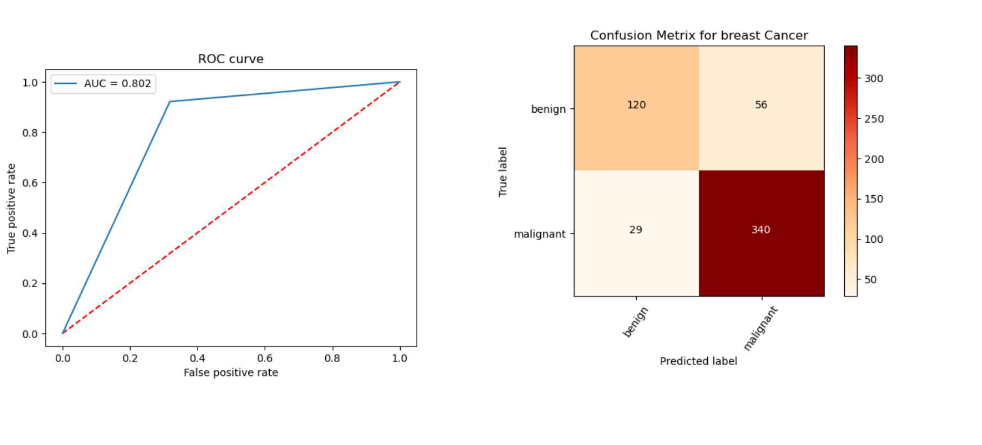 ROC curve
AUC = 0.802
1.0
0.8
0.6
0.4
0.2
0.0
True positive rate
0.0 0.2 0.4 0.6 0.8 1.0
False positive rate
Confusion Metrix for breast Cancer
benign
malignant
True label
120 56
29 340
benign
malignant
Predicted label
300
250
200
150
100
50